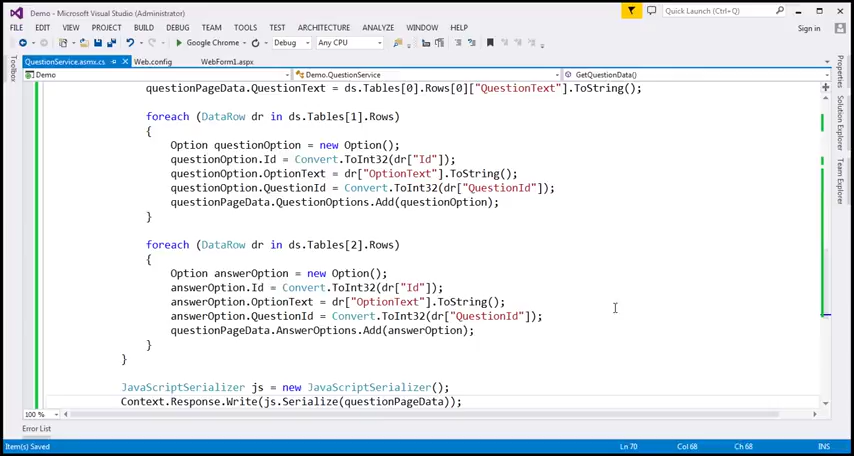 Demo - Microsoft Visual Studio (Administrator)
Quick Launch (Ctrl+Q)
FILE EDIT VIEW PROJECT BUILD DEBUG TEAM TOOLS TEST ARCHITECTURE ANALYZE WINDOW HELP
Sign in
Google Chrome Debug Any CPU
QuestionService.asmx.cs Web.config WebForm1.aspx
Demo Demo.QuestionService GetQuestionData()
Toolbox
Properties
Solution Explorer
Team Explorer
questionPageData.QuestionText = ds.Tables[0].Rows[0]["QuestionText"].ToString();
foreach (DataRow dr in ds.Tables[1].Rows)
{
Option questionOption = new Option();
questionOption.Id = Convert.ToInt32(dr["Id"]);
questionOption.OptionText = dr["OptionText"].ToString();
questionOption.QuestionId = Convert.ToInt32(dr["QuestionId"]);
questionPageData.QuestionOptions.Add(questionOption);
}
foreach (DataRow dr in ds.Tables[2].Rows)
{
Option answerOption = new Option();
answerOption.Id = Convert.ToInt32(dr["Id"]);
answerOption.OptionText = dr["OptionText"].ToString();
answerOption.QuestionId = Convert.ToInt32(dr["QuestionId"]);
questionPageData.AnswerOptions.Add(answerOption);
}
}
JavaScriptSerializer js = new JavaScriptSerializer();
Context.Response.Write(js.Serialize(questionPageData));
100 %
Error List
Item(s) Saved Ln 70 Col 68 Ch 68 INS